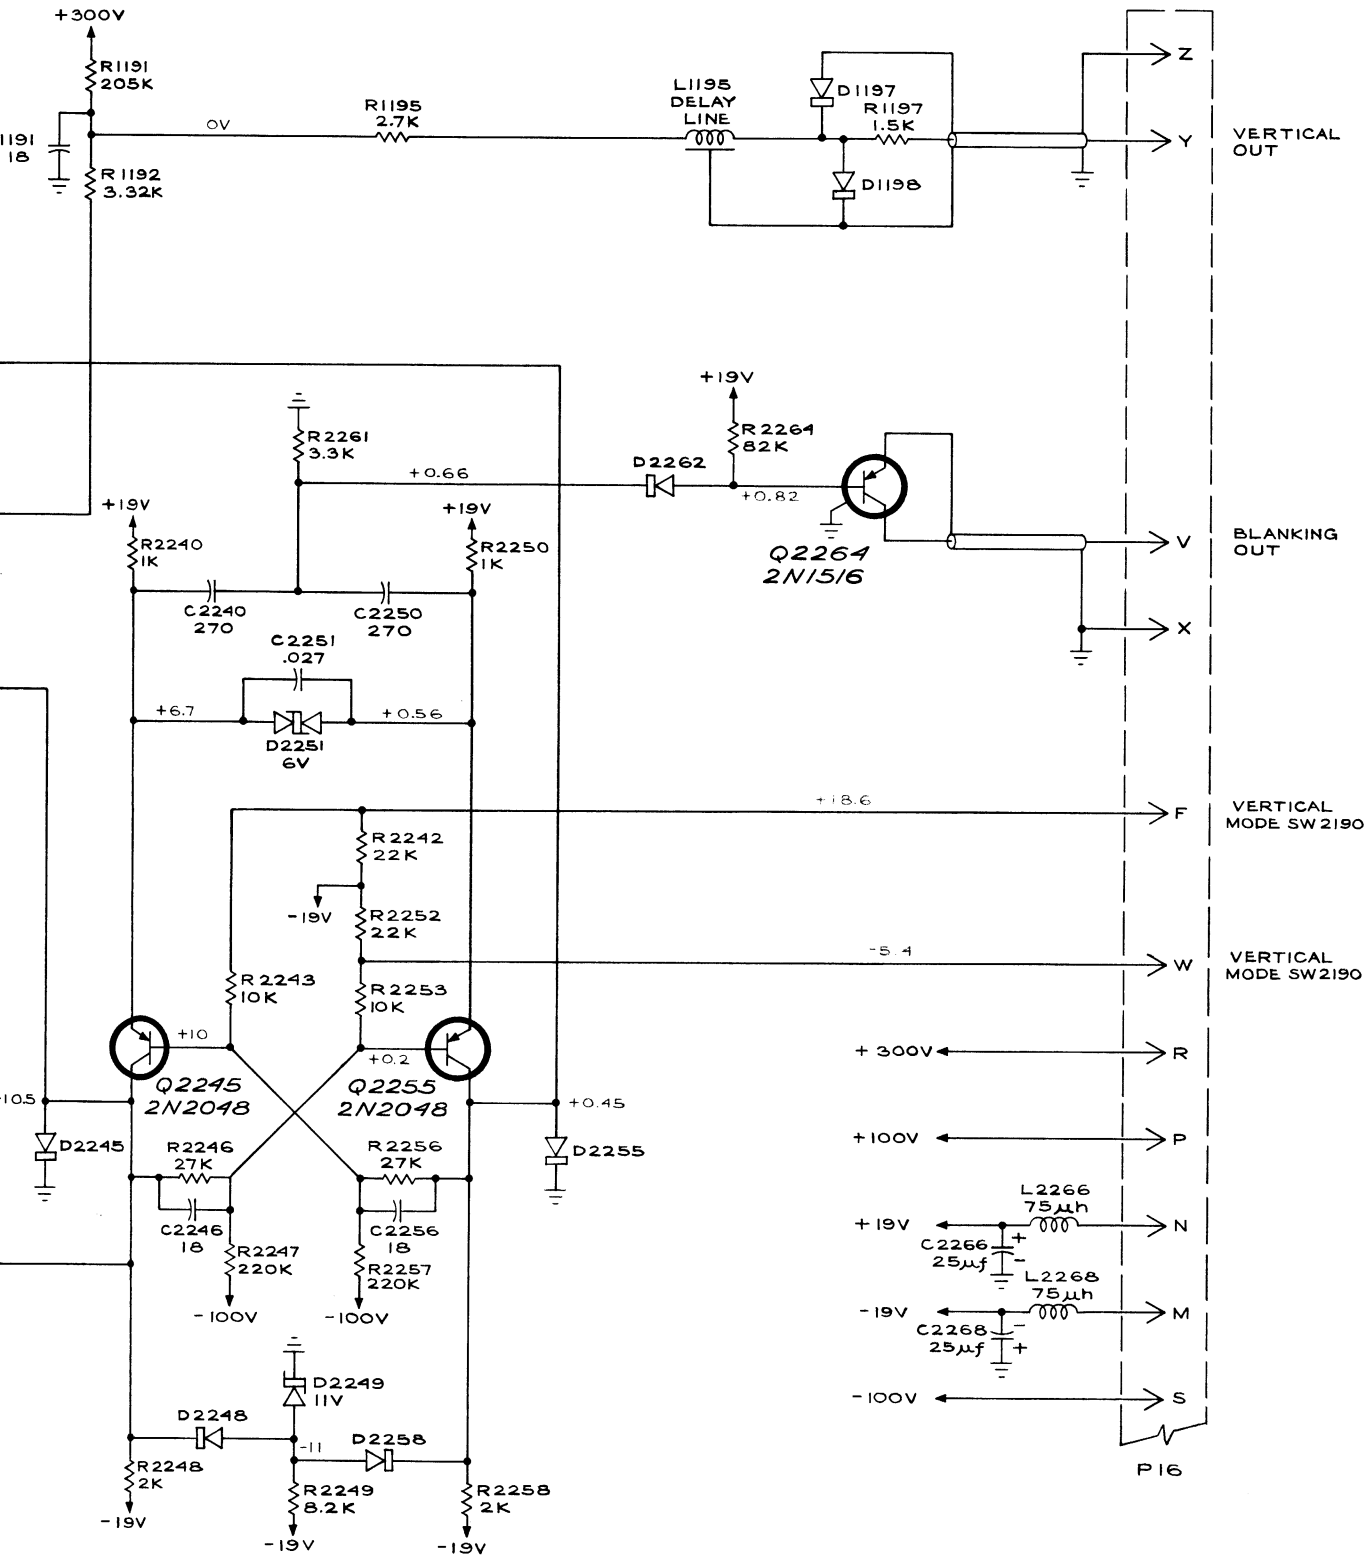 +300V
R1191
205K
1191
18
0V
R1195
2.7K
L1195
DELAY
LINE
D1197
R1197
1.5K
D1198
R1192
3.32K
Z
Y
VERTICAL
OUT
+19V
R2264
82K
R2261
3.3K
+0.66
D2262
+0.82
Q2264
2N1516
V
BLANKING
OUT
X
+19V
R2240
1K
+19V
R2250
1K
C2240
270
C2250
270
C2251
.027
+6.7
+0.56
D2251
6V
+18.6
F
VERTICAL
MODE SW2190
R2242
22K
-19V
R2252
22K
-5.4
W
VERTICAL
MODE SW2190
R2243
10K
R2253
10K
+10
+0.2
Q2245
2N2048
Q2255
2N2048
+300V
R
-10.5
+0.45
D2245
R2246
27K
R2256
27K
D2255
+100V
P
C2246
18
C2256
18
R2247
220K
R2257
220K
-100V
-100V
L2266
75μh
+19V
N
C2266
25μf
+
-
L2268
75μh
-19V
M
C2268
25μf
-
+
D2249
11V
-100V
S
D2248
-11
D2258
R2248
2K
R2249
8.2K
R2258
2K
-19V
-19V
-19V
P16